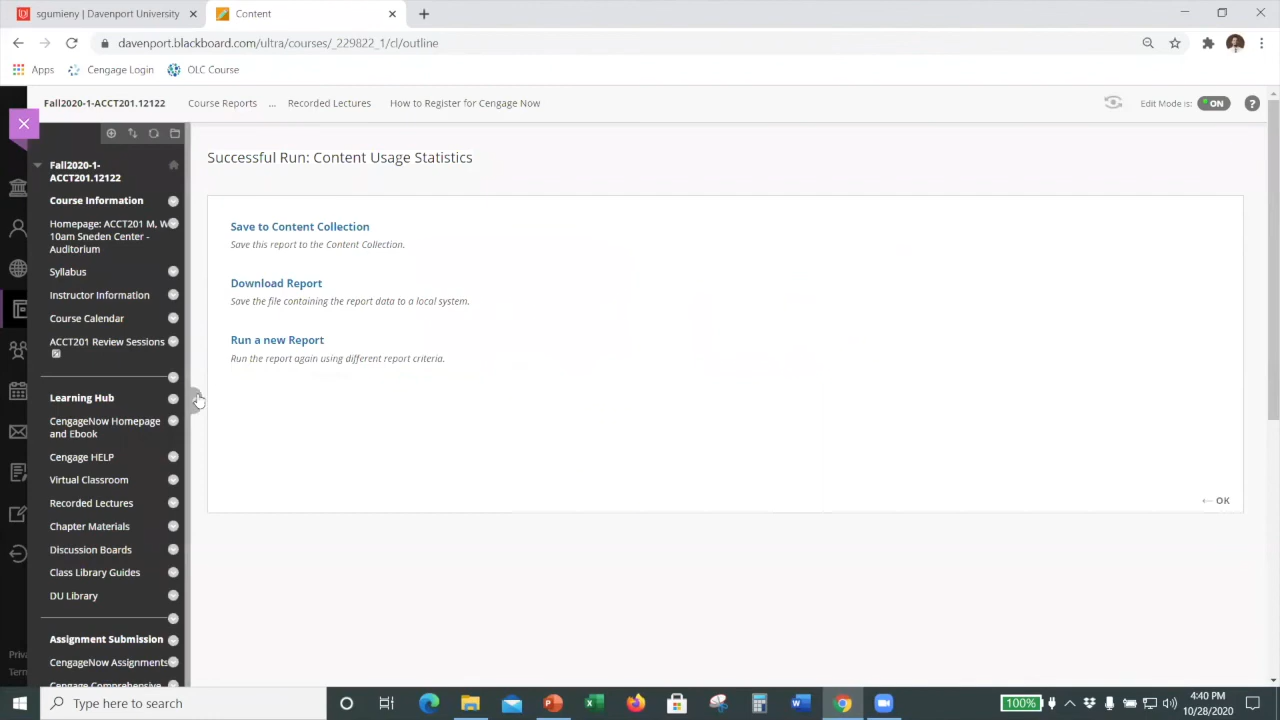 sgumieny | Davenport University
Content
davenport.blackboard.com/ultra/courses/_229822_1/cl/outline
Apps
Cengage Login
OLC Course
Fall2020-1-ACCT201.12122
Course Reports
...
Recorded Lectures
How to Register for Cengage Now
Edit Mode is:
ON
?
Fall2020-1-
ACCT201.12122
Course Information
Homepage: ACCT201 M, W
10am Sneden Center -
Auditorium
Syllabus
Instructor Information
Course Calendar
ACCT201 Review Sessions
Learning Hub
CengageNow Homepage
and Ebook
Cengage HELP
Virtual Classroom
Recorded Lectures
Chapter Materials
Discussion Boards
Class Library Guides
DU Library
Assignment Submission
CengageNow Assignments
Cengage Comprehensive
Priva
Term
Successful Run: Content Usage Statistics
Save to Content Collection
Save this report to the Content Collection.
Download Report
Save the file containing the report data to a local system.
Run a new Report
Run the report again using different report criteria.
← OK
Type here to search
100%
4:40 PM
10/28/2020